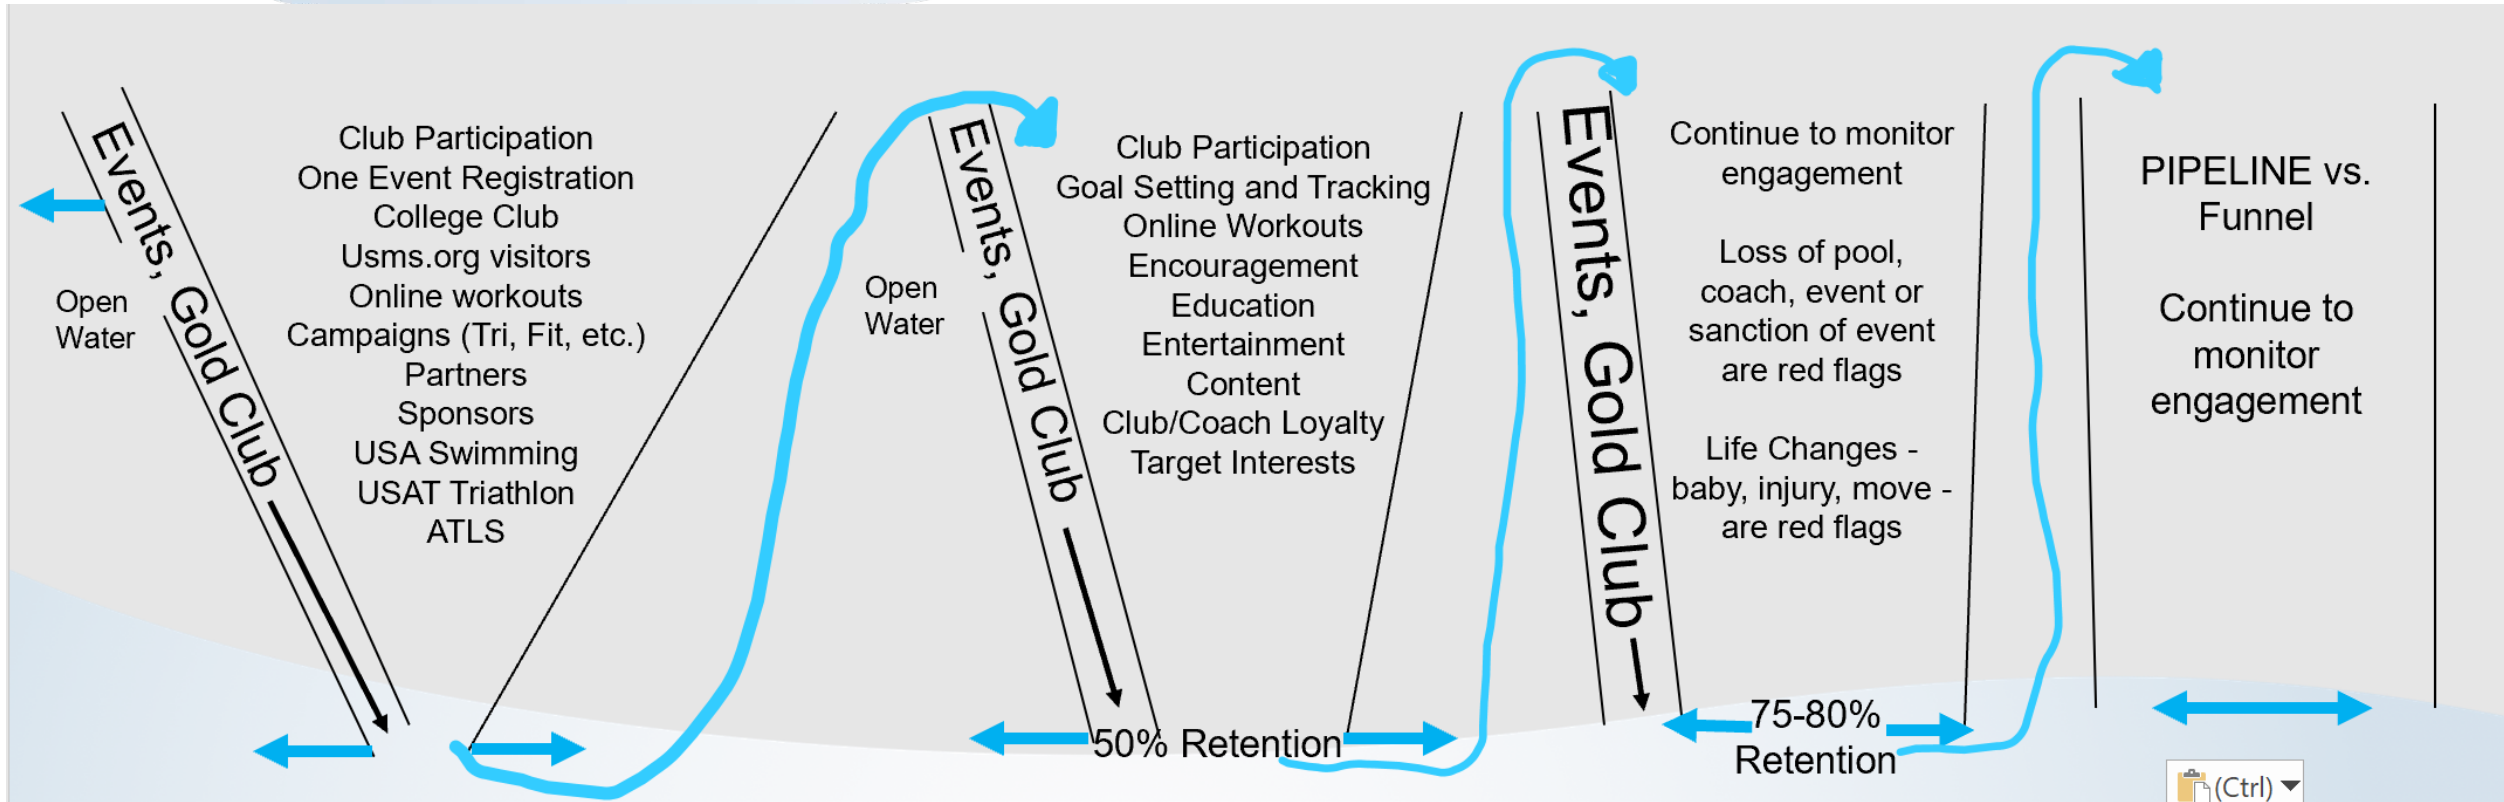 Events, Gold Club
Open
Water
Club Participation
One Event Registration
College Club
Usms.org visitors
Online workouts
Campaigns (Tri, Fit, etc.)
Partners
Sponsors
USA Swimming
USAT Triathlon
ATLS
Events, Gold Club
Open
Water
Club Participation
Goal Setting and Tracking
Online Workouts
Encouragement
Education
Entertainment
Content
Club/Coach Loyalty
Target Interests
50% Retention
Events, Gold Club
Continue to monitor
engagement
Loss of pool,
coach, event or
sanction of event
are red flags
Life Changes -
baby, injury, move -
are red flags
75-80%
Retention
PIPELINE vs.
Funnel
Continue to
monitor
engagement
(Ctrl)